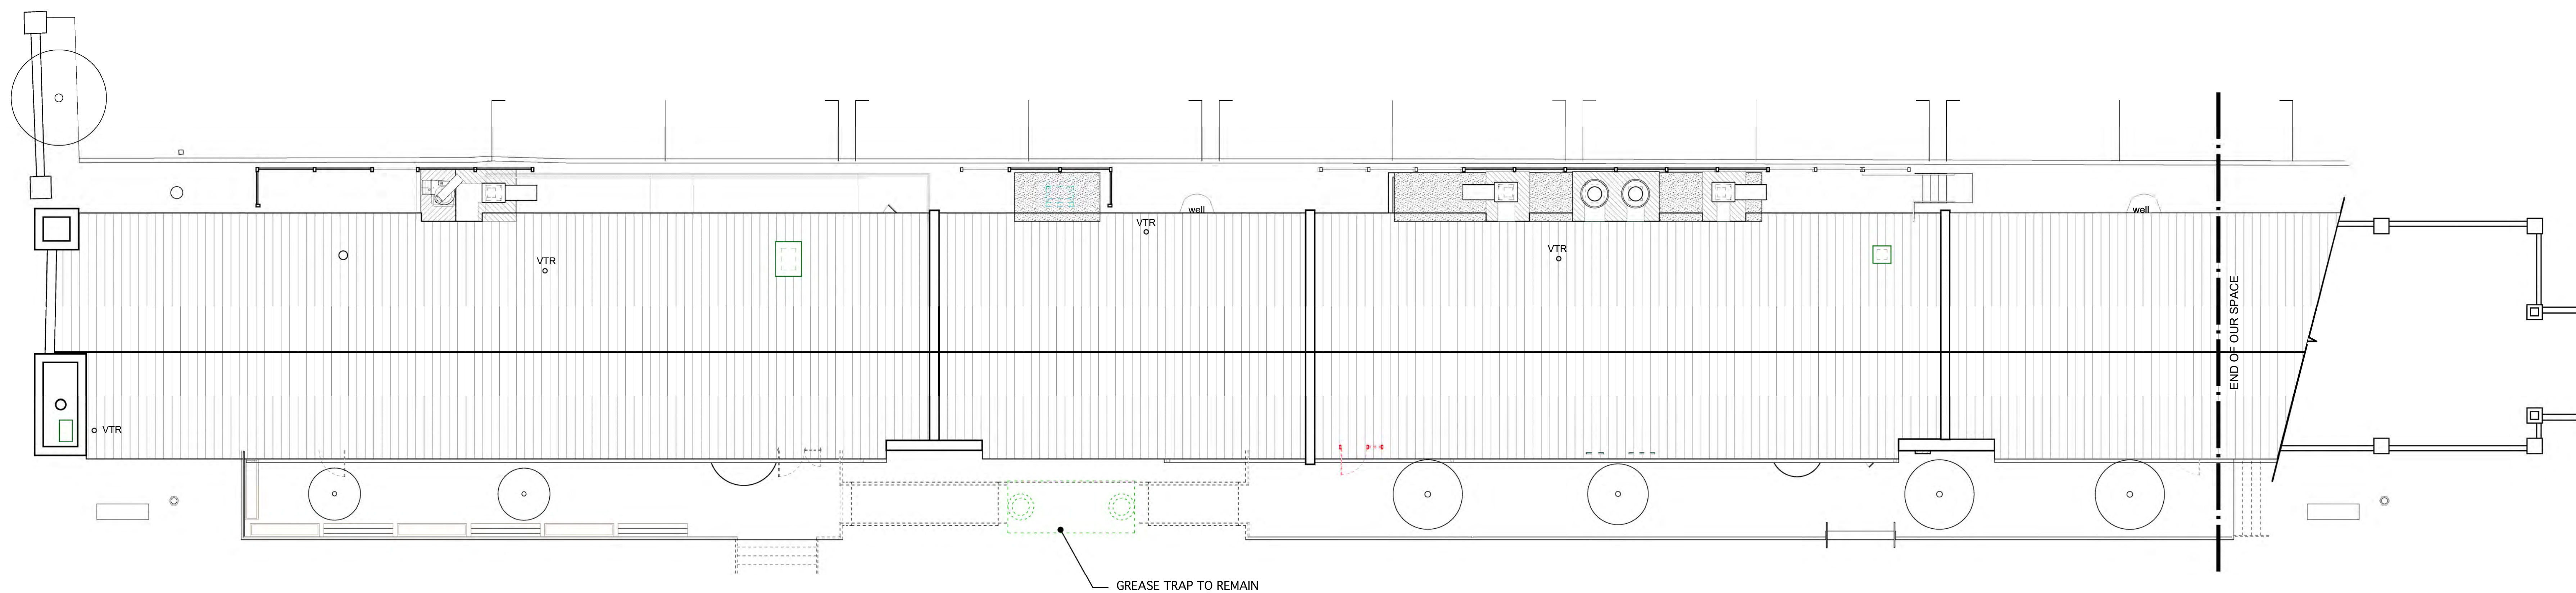 well
well
VTR
VTR
VTR
VTR
END OF OUR SPACE
GREASE TRAP TO REMAIN